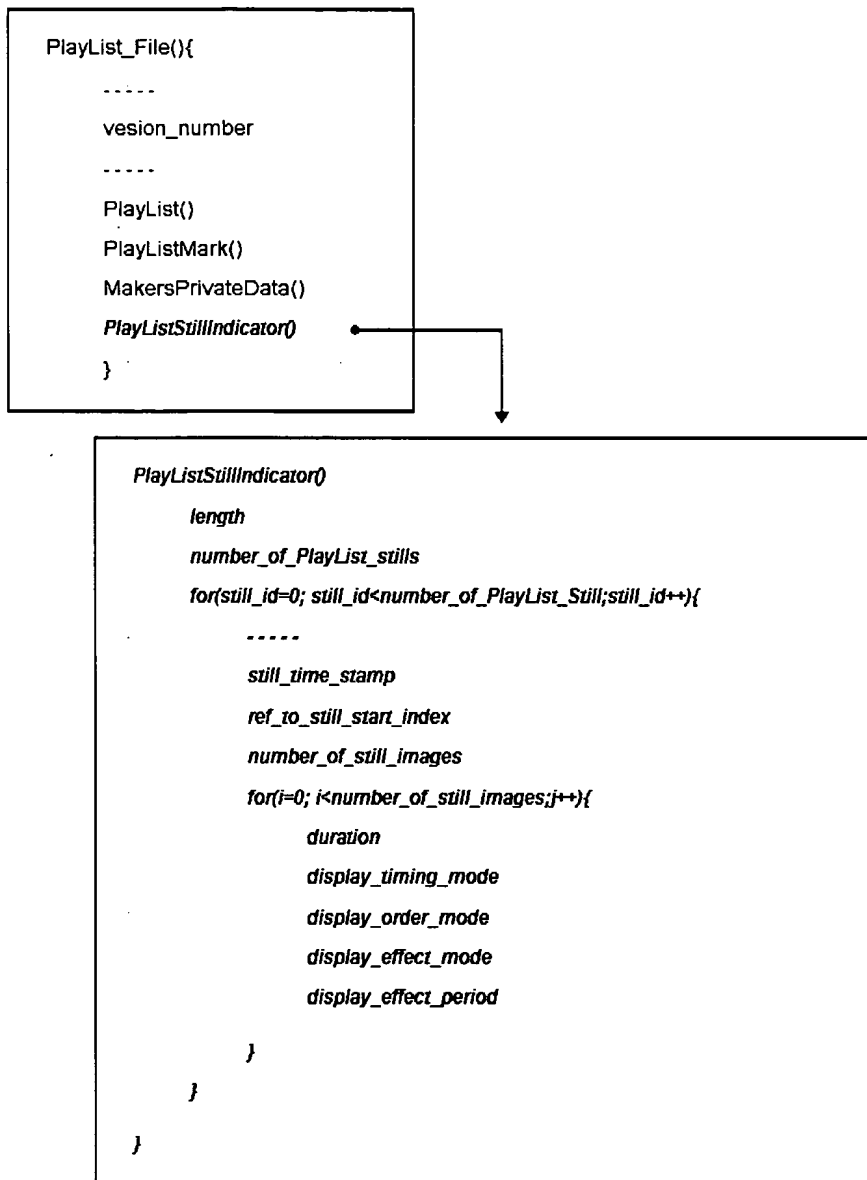 PlayList_File(){
-----
vesion_number
-----
PlayList()
PlayListMark()
MakersPrivateData()
PlayListStillIndicator()
}
PlayListStillIndicator()
length
number_of_PlayList_stills
for(still_id=0; still_id<number_of_PlayList_Still;still_id++){
-----
still_time_stamp
ref_to_still_start_index
number_of_still_images
for(i=0; i<number_of_still_images;j++){
duration
display_timing_mode
display_order_mode
display_effect_mode
display_effect_period
}
}
}